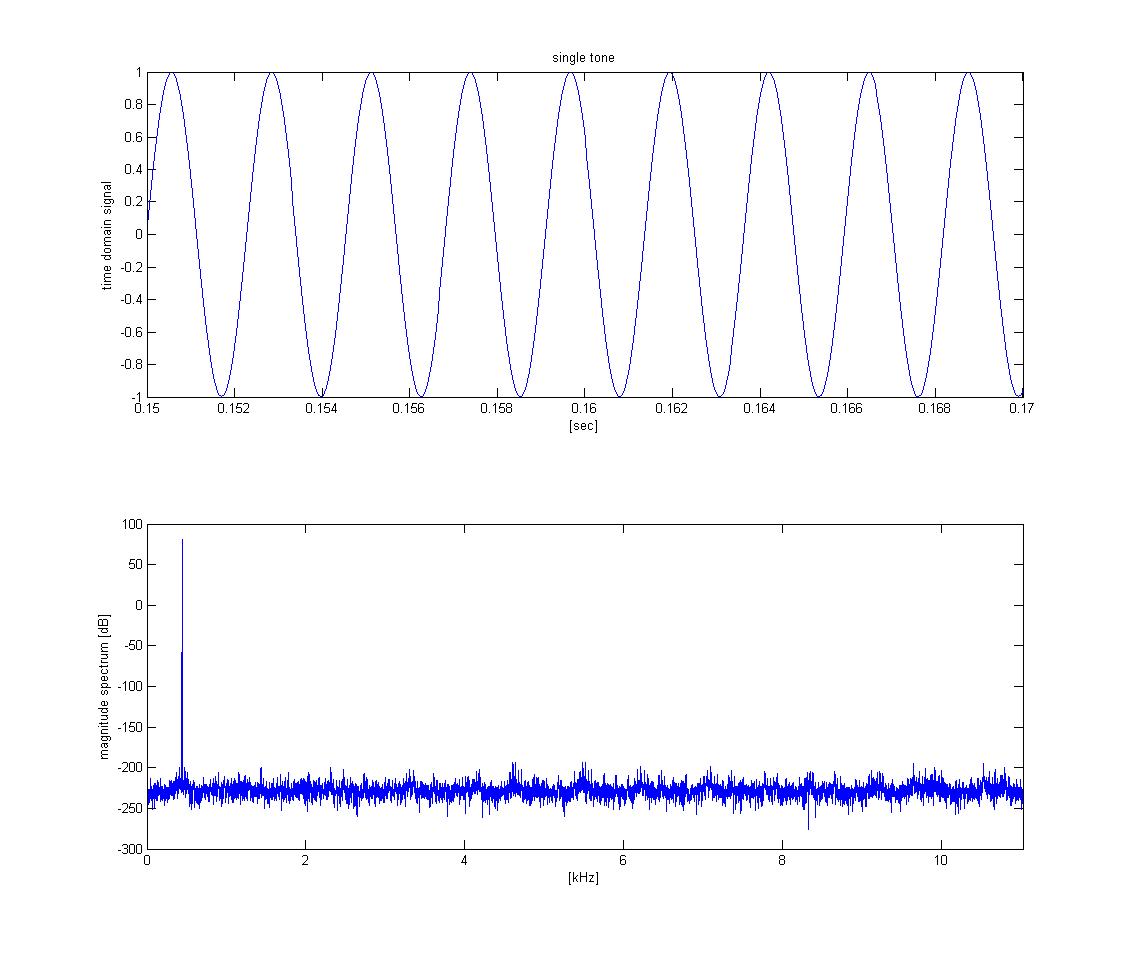 single tone
time domain signal
1
0.8
0.6
0.4
0.2
0
-0.2
-0.4
-0.6
-0.8
-1
0.15 0.152 0.154 0.156 0.158 0.16 0.162 0.164 0.166 0.168 0.17
[sec]
magnitude spectrum [dB]
100
50
0
-50
-100
-150
-200
-250
-300
0 2 4 6 8 10
[kHz]